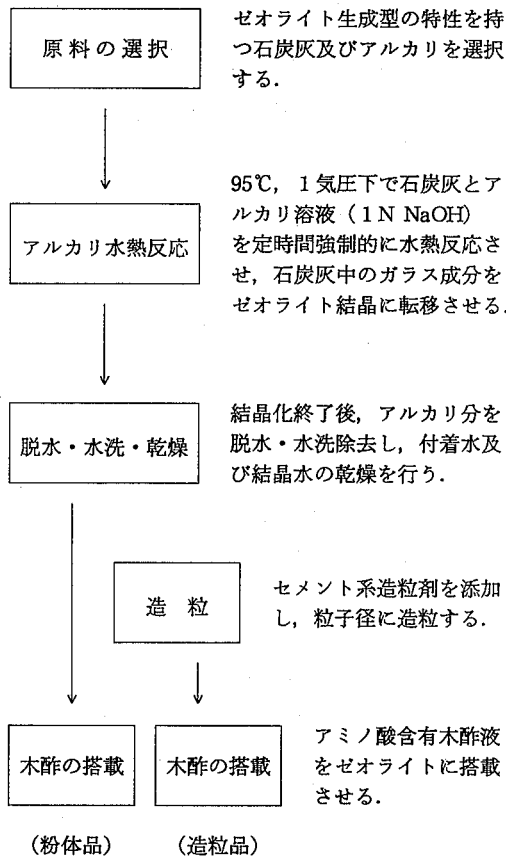 原料の選択
ゼオライト生成型の特性を持
つ石炭灰及びアルカリを選択
する．
アルカリ水熱反応
95℃，1気圧下で石炭灰とア
ルカリ溶液（1N NaOH）
を定時間強制的に水熱反応さ
せ，石炭灰中のガラス成分を
ゼオライト結晶に転移させる．
脱水・水洗・乾燥
結晶化終了後，アルカリ分を
脱水・水洗除去し，付着水及
び結晶水の乾燥を行う．
造 粒
セメント系造粒剤を添加
し，粒子径に造粒する．
木酢の搭載
木酢の搭載
アミノ酸含有木酢液
をゼオライトに搭載
させる．
（粉体品）
（造粒品）